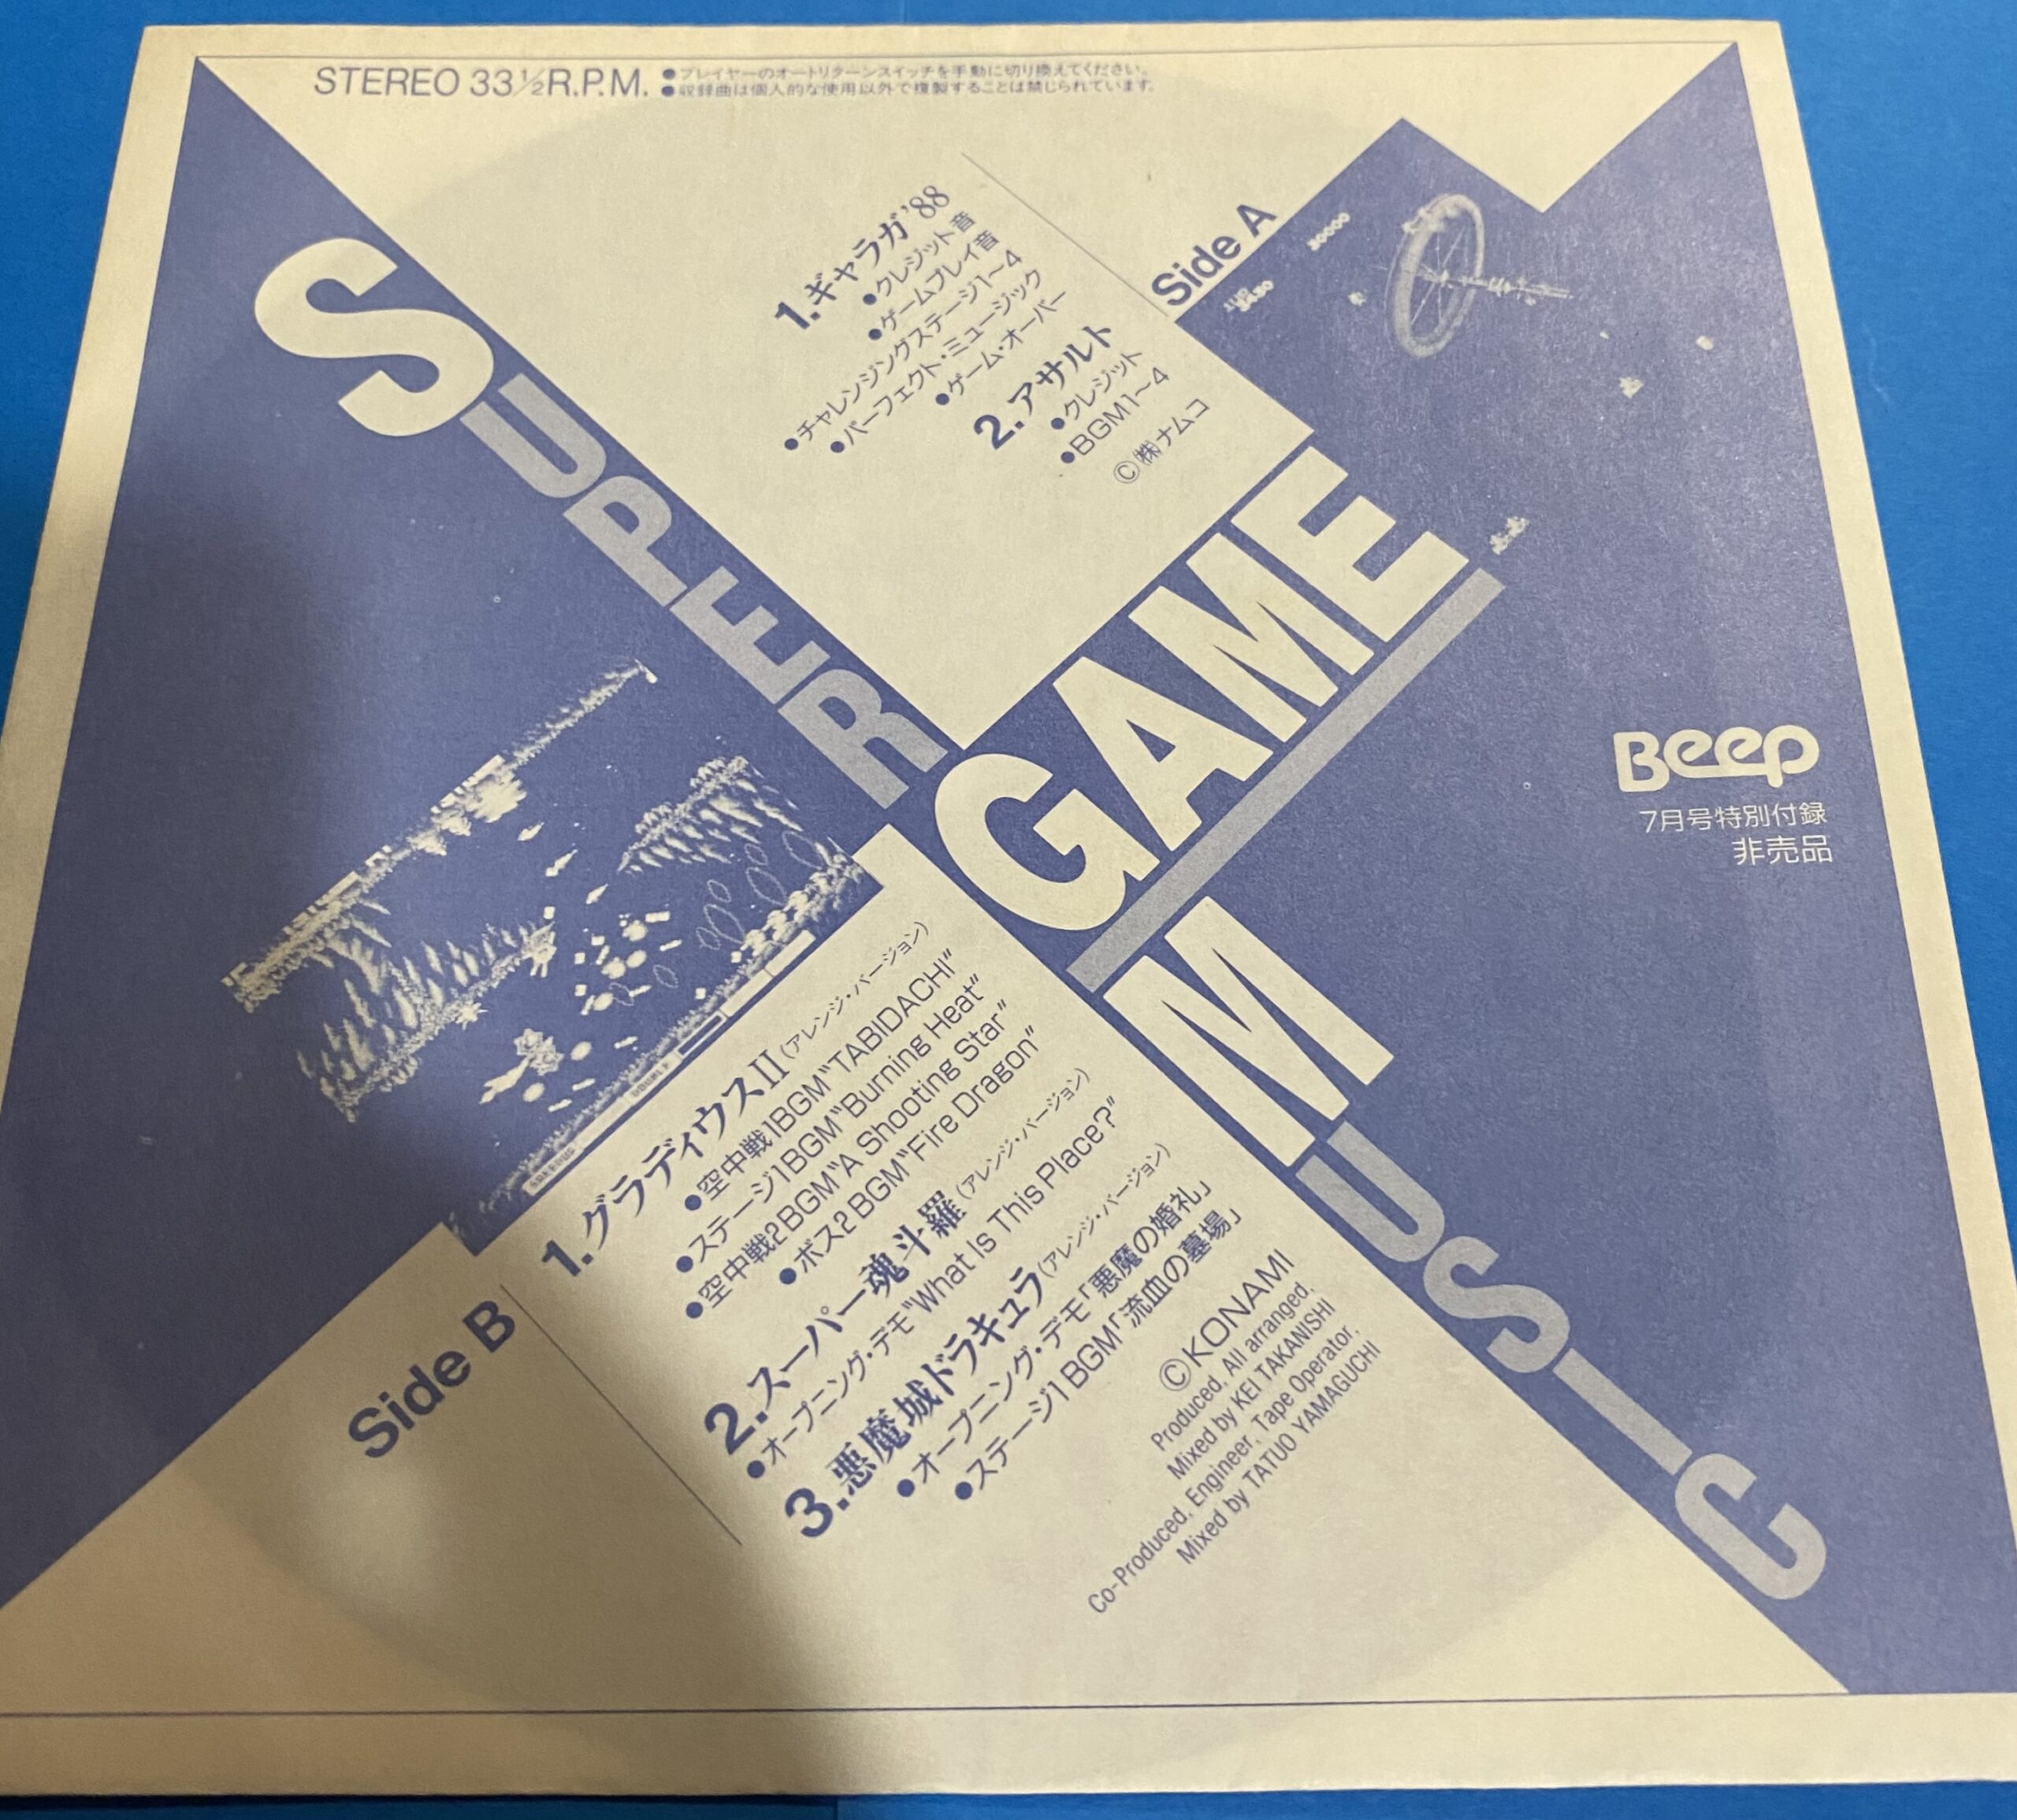 STEREO 33½R.P.M.
●プレイヤーのオートリターンスイッチを手動に切り換えてください。
●収録曲は個人的な使用以外で複製することは禁じられています。
SUPER
GAME
MUSIC
Side A
1.ギャラガ'88
●クレジット音
●ゲームプレイ音
●チャレンジングステージ1〜4
●パーフェクト・ミュージック
●ゲーム・オーバー
2.アサルト
●クレジット
●BGM1〜4
©㈱ナムコ
30000
Beep
7月号特別付録
非売品
Side B
1.グラディウスII(アレンジ・バージョン)
●空中戦1BGM“TABIDACHI”
●ステージ1BGM“Burning Heat”
●空中戦2BGM“A Shooting Star”
●ボス2BGM“Fire Dragon”
2.スーパー魂斗羅(アレンジ・バージョン)
●オープニング・デモ“What Is This Place?”
3.悪魔城ドラキュラ(アレンジ・バージョン)
●オープニング・デモ「悪魔の婚礼」
●ステージ1BGM「流血の墓場」
©KONAMI
Produced, All arranged,
Mixed by KEI TAKANISHI
Co-Produced, Engineer, Tape Operator,
Mixed by TATUO YAMAGUCHI